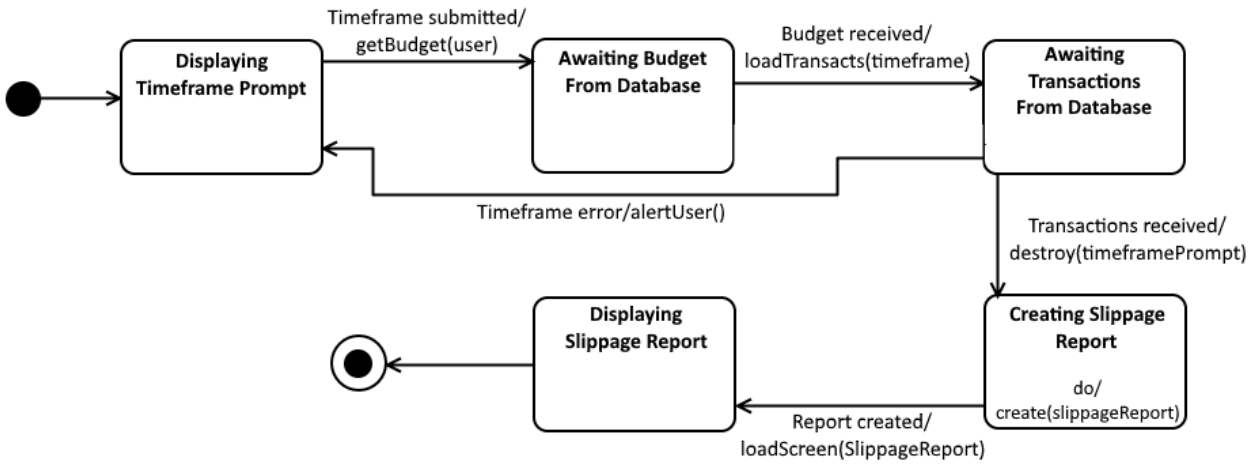 Timeframe submitted/
getBudget(user)
Displaying
Timeframe Prompt
Awaiting Budget
From Database
Budget received/
loadTransacts(timeframe)
Awaiting
Transactions
From Database
Timeframe error/alertUser()
Transactions received/
destroy(timeframePrompt)
Creating Slippage
Report
do/
create(slippageReport)
Report created/
loadScreen(SlippageReport)
Displaying
Slippage Report